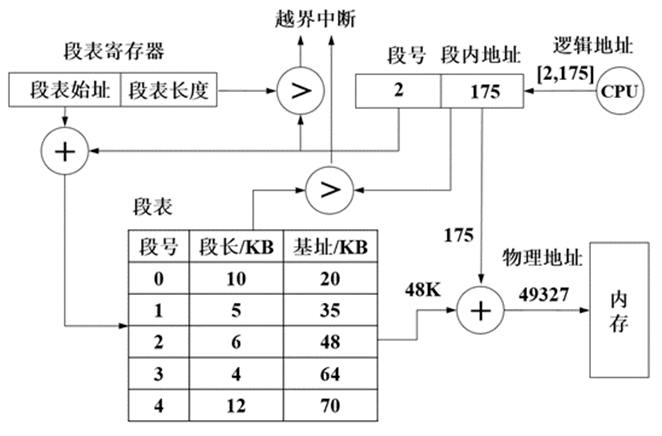 越界中断
段表寄存器
段表始址 段表长度
>
段号 段内地址
2 175
逻辑地址
[2,175]
CPU
+
>
段表
段号 段长/KB 基址/KB
0 10 20
1 5 35
2 6 48
3 4 64
4 12 70
175
48K
+
物理地址
49327
内存